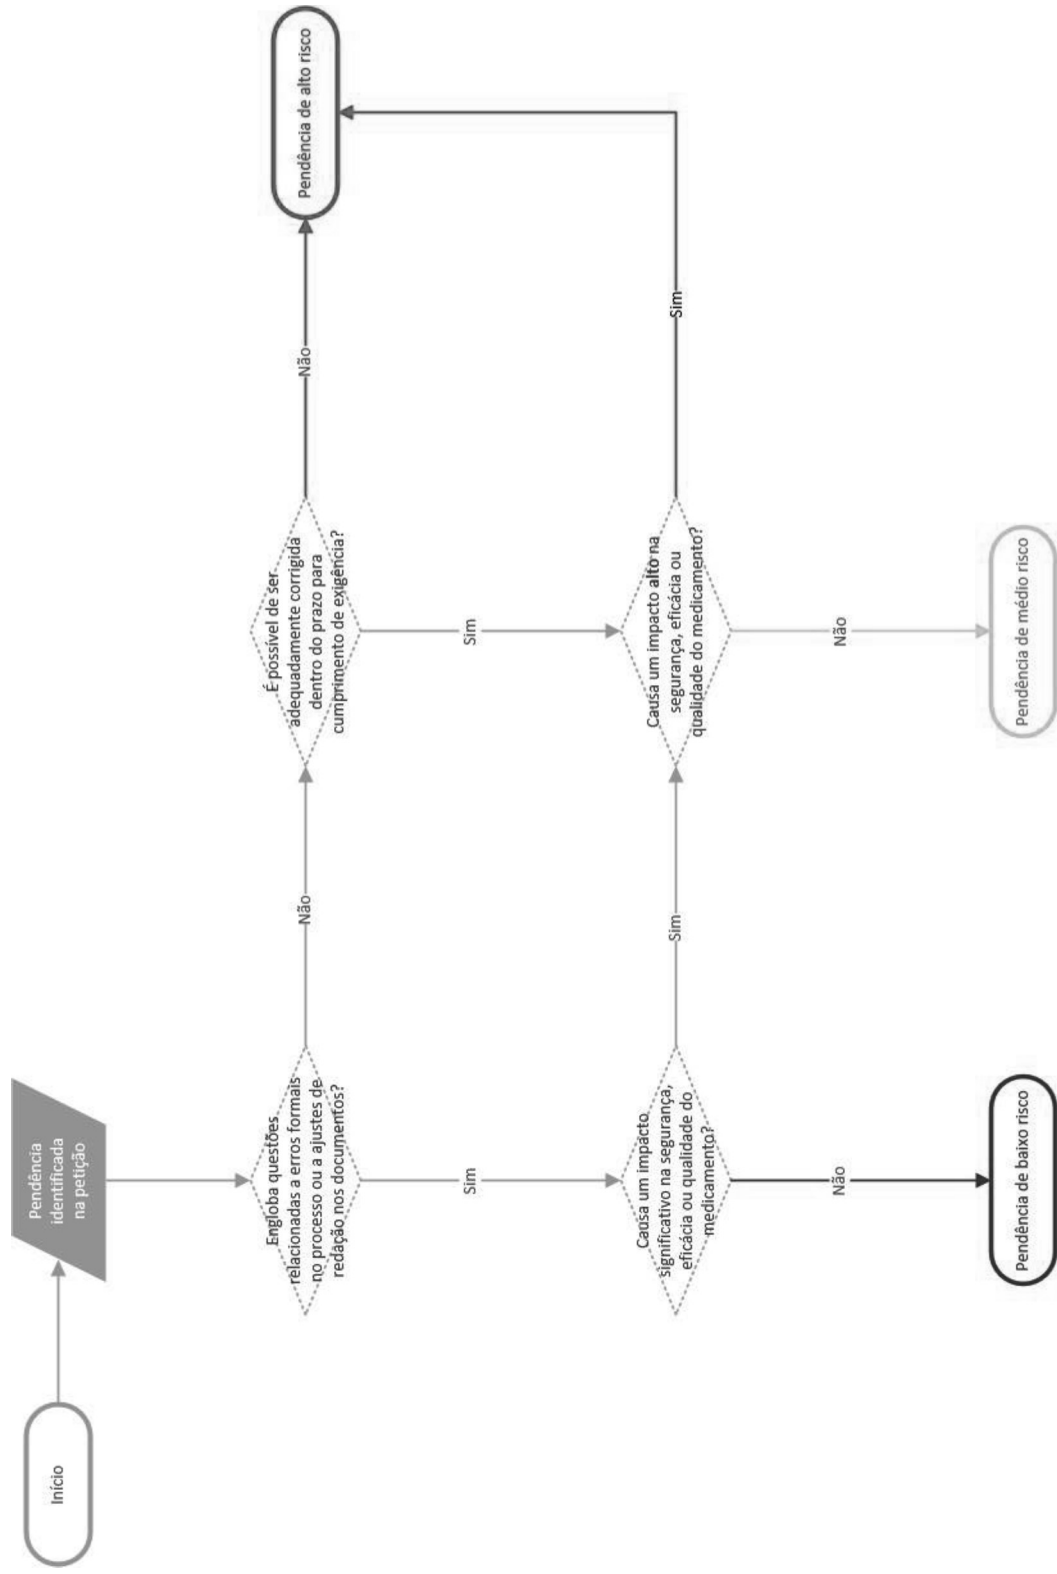 Início
Pendência
identificada
na petição
Engloba questões
relacionadas a erros formais
no processo ou a ajustes de
redação nos documentos?
Não
É possível de ser
adequadamente corrigida
dentro do prazo para
cumprimento de exigência?
Não
Pendência de alto risco
Sim
Sim
Causa um impacto
significativo na segurança,
eficácia ou qualidade do
medicamento?
Sim
Causa um impacto alto na
segurança, eficácia ou
qualidade do medicamento?
Sim
Não
Não
Pendência de baixo risco
Pendência de médio risco